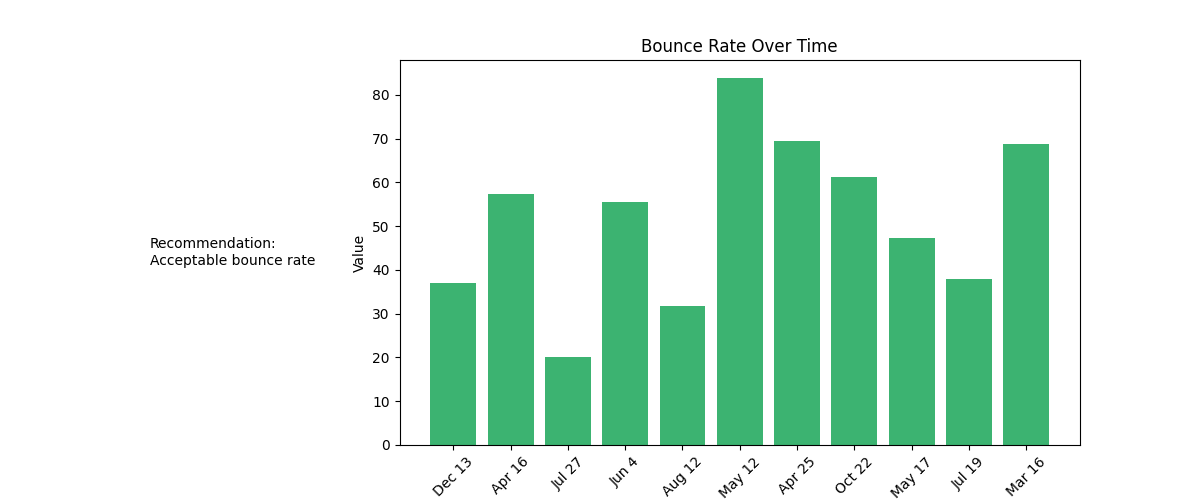 Bounce Rate Over Time
Recommendation:
Acceptable bounce rate
Value
80
70
60
50
40
30
20
10
0
Dec 13
Apr 16
Jul 27
Jun 4
Aug 12
May 12
Apr 25
Oct 22
May 17
Jul 19
Mar 16